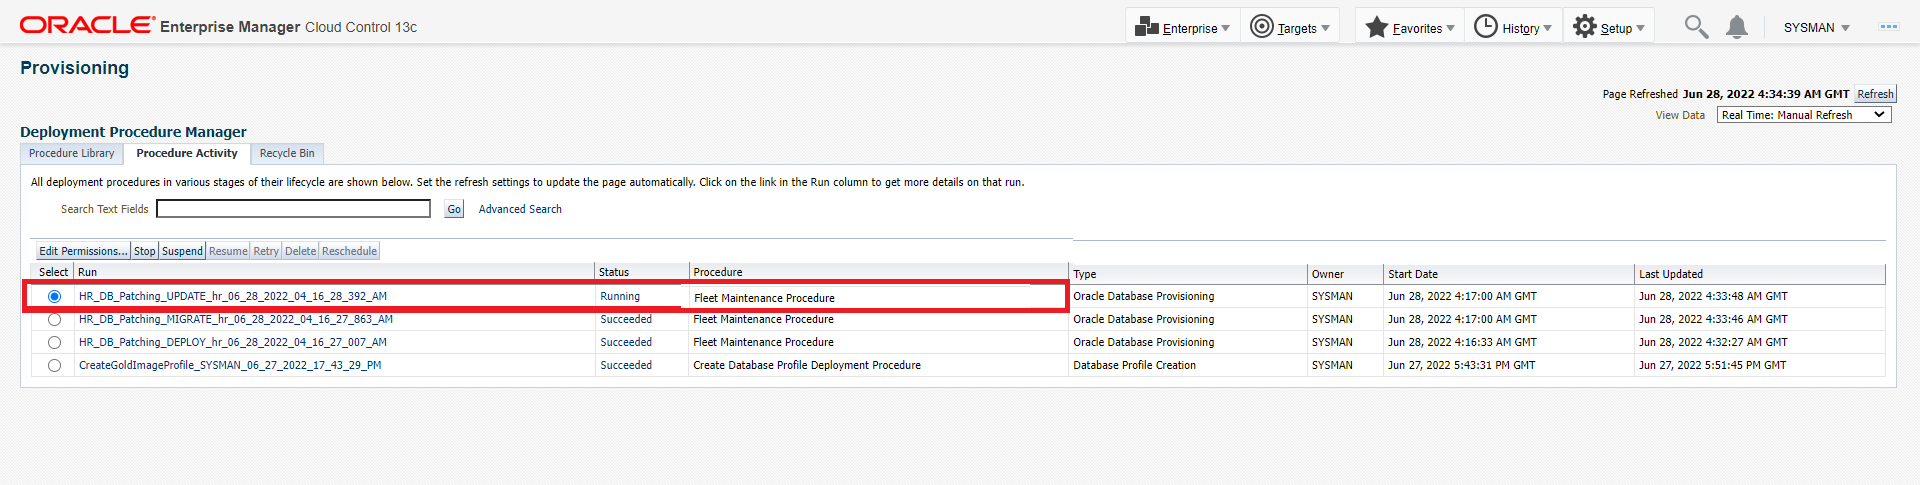 ORACLE® Enterprise Manager Cloud Control 13c Enterprise Targets Favorites History Setup SYSMAN
Provisioning
Page Refreshed Jun 28, 2022 4:34:39 AM GMT Refresh
View Data Real Time: Manual Refresh
Deployment Procedure Manager
Procedure Library Procedure Activity Recycle Bin
All deployment procedures in various stages of their lifecycle are shown below. Set the refresh settings to update the page automatically. Click on the link in the Run column to get more details on that run.
Search Text Fields Go Advanced Search
Edit Permissions... Stop Suspend Resume Retry Delete Reschedule
Select Run Status Procedure Type Owner Start Date Last Updated
HR_DB_Patching_UPDATE_hr_06_28_2022_04_16_28_392_AM Running Fleet Maintenance Procedure Oracle Database Provisioning SYSMAN Jun 28, 2022 4:17:00 AM GMT Jun 28, 2022 4:33:48 AM GMT
HR_DB_Patching_MIGRATE_hr_06_28_2022_04_16_27_863_AM Succeeded Fleet Maintenance Procedure Oracle Database Provisioning SYSMAN Jun 28, 2022 4:17:00 AM GMT Jun 28, 2022 4:33:46 AM GMT
HR_DB_Patching_DEPLOY_hr_06_28_2022_04_16_27_007_AM Succeeded Fleet Maintenance Procedure Oracle Database Provisioning SYSMAN Jun 28, 2022 4:16:33 AM GMT Jun 28, 2022 4:32:27 AM GMT
CreateGoldImageProfile_SYSMAN_06_27_2022_17_43_29_PM Succeeded Create Database Profile Deployment Procedure Database Profile Creation SYSMAN Jun 27, 2022 5:43:31 PM GMT Jun 27, 2022 5:51:45 PM GMT